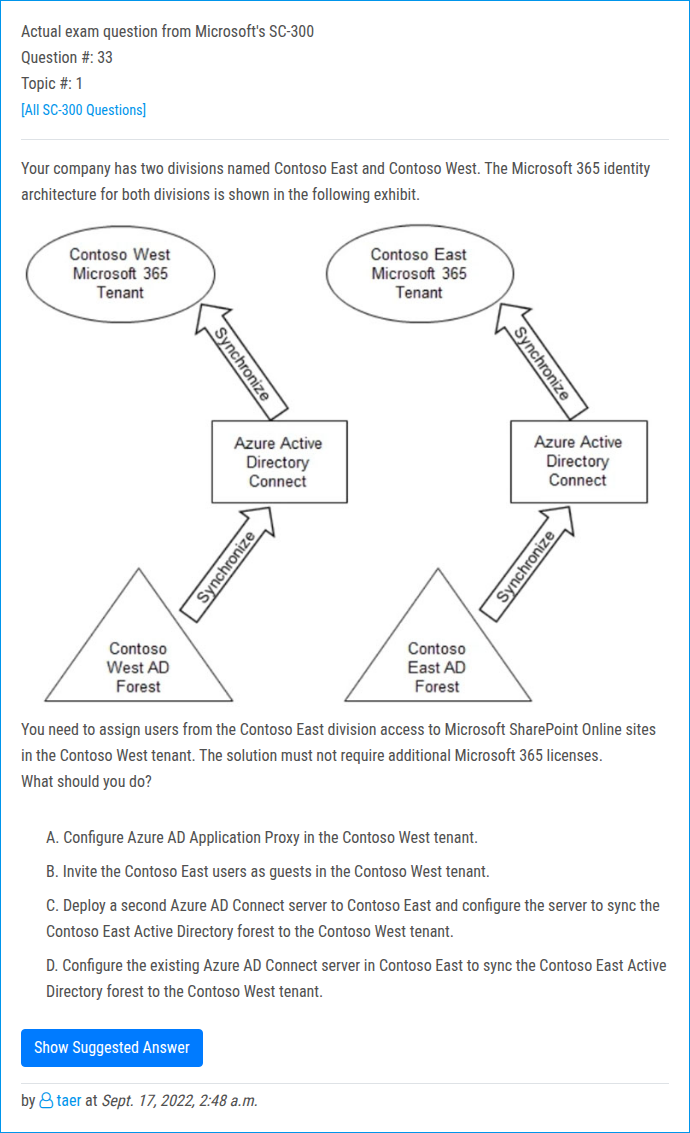 Actual exam question from Microsoft's SC-300
Question #: 33
Topic #: 1
[All SC-300 Questions]
Your company has two divisions named Contoso East and Contoso West. The Microsoft 365 identity
architecture for both divisions is shown in the following exhibit.
Contoso West
Microsoft 365
Tenant
Contoso East
Microsoft 365
Tenant
Synchronize
Synchronize
Azure Active
Directory
Connect
Azure Active
Directory
Connect
Synchronize
Synchronize
Contoso
West AD
Forest
Contoso
East AD
Forest
You need to assign users from the Contoso East division access to Microsoft SharePoint Online sites
in the Contoso West tenant. The solution must not require additional Microsoft 365 licenses.
What should you do?
A. Configure Azure AD Application Proxy in the Contoso West tenant.
B. Invite the Contoso East users as guests in the Contoso West tenant.
C. Deploy a second Azure AD Connect server to Contoso East and configure the server to sync the
Contoso East Active Directory forest to the Contoso West tenant.
D. Configure the existing Azure AD Connect server in Contoso East to sync the Contoso East Active
Directory forest to the Contoso West tenant.
Show Suggested Answer
by taer at Sept. 17, 2022, 2:48 a.m.